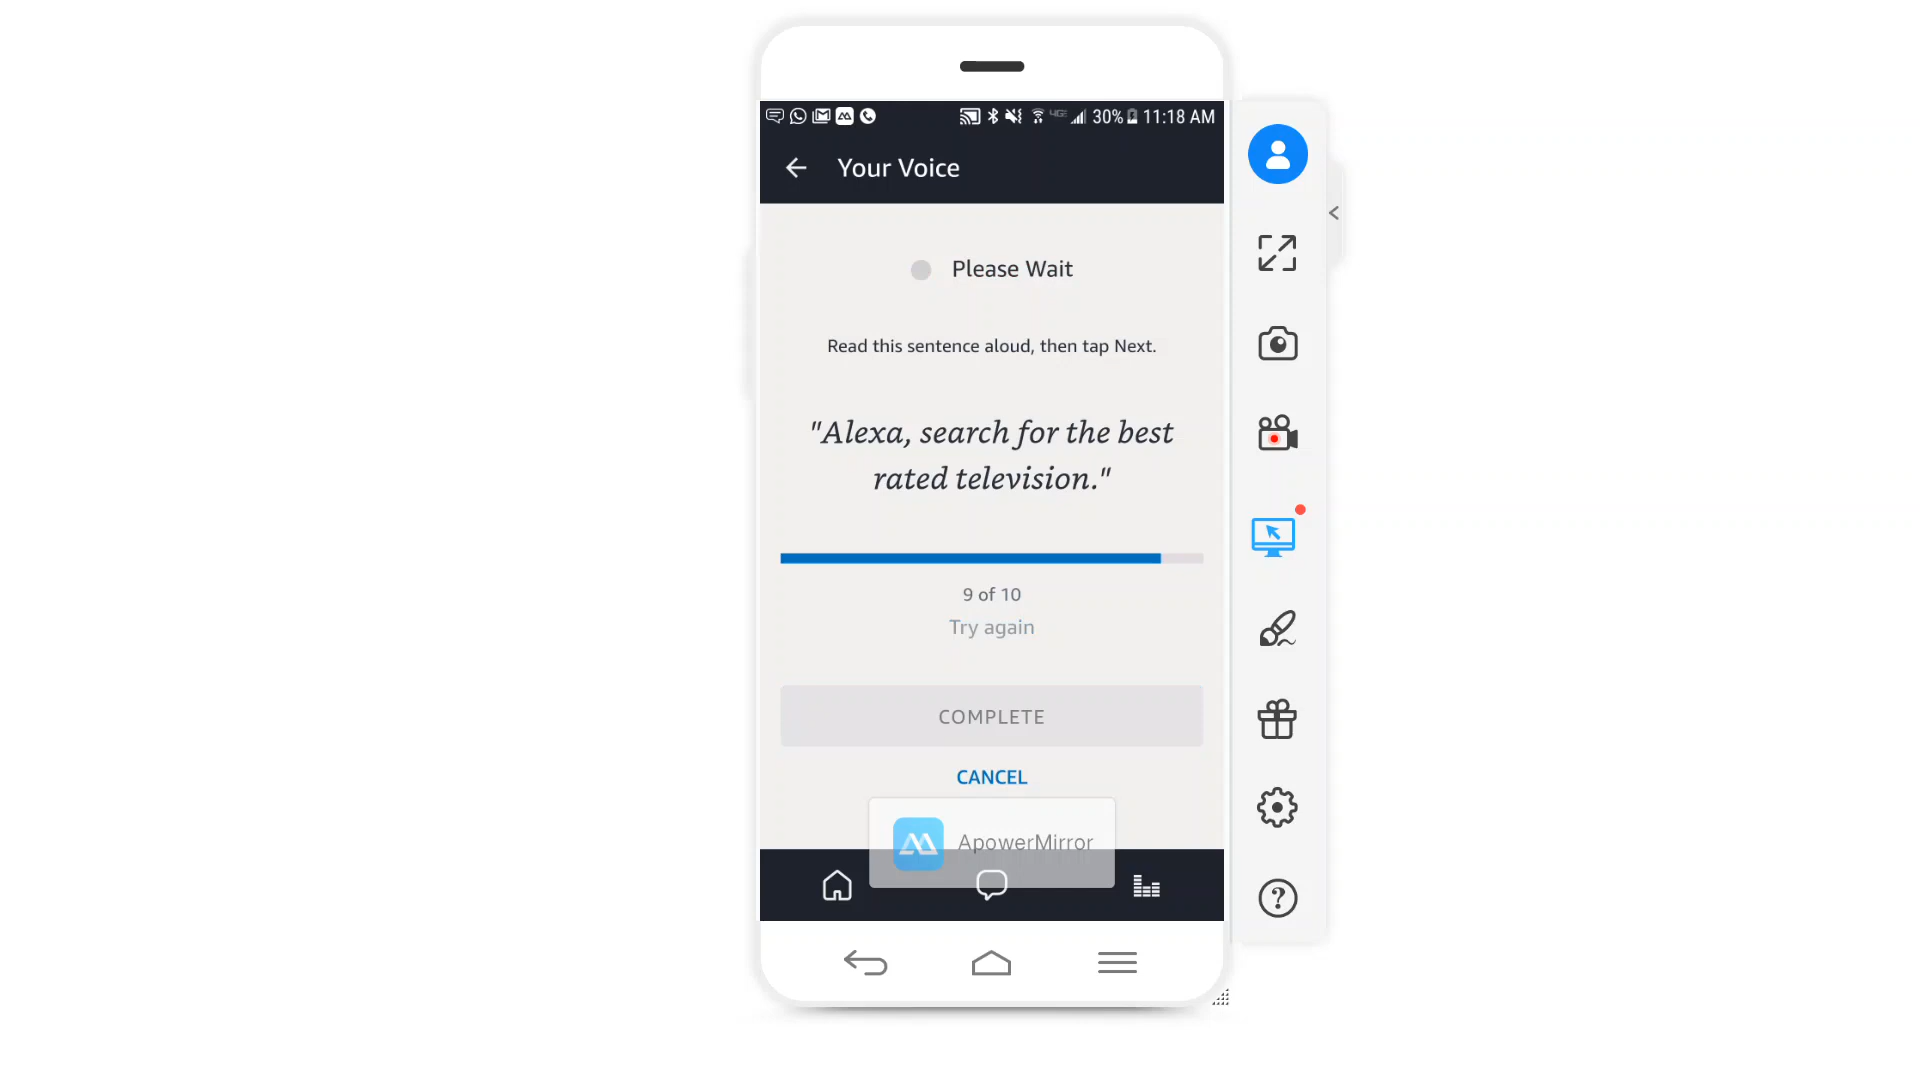 30% 11:18 AM
Your Voice
Please Wait
Read this sentence aloud, then tap Next.
"Alexa, search for the best
rated television."
9 of 10
Try again
COMPLETE
CANCEL
ApowerMirror